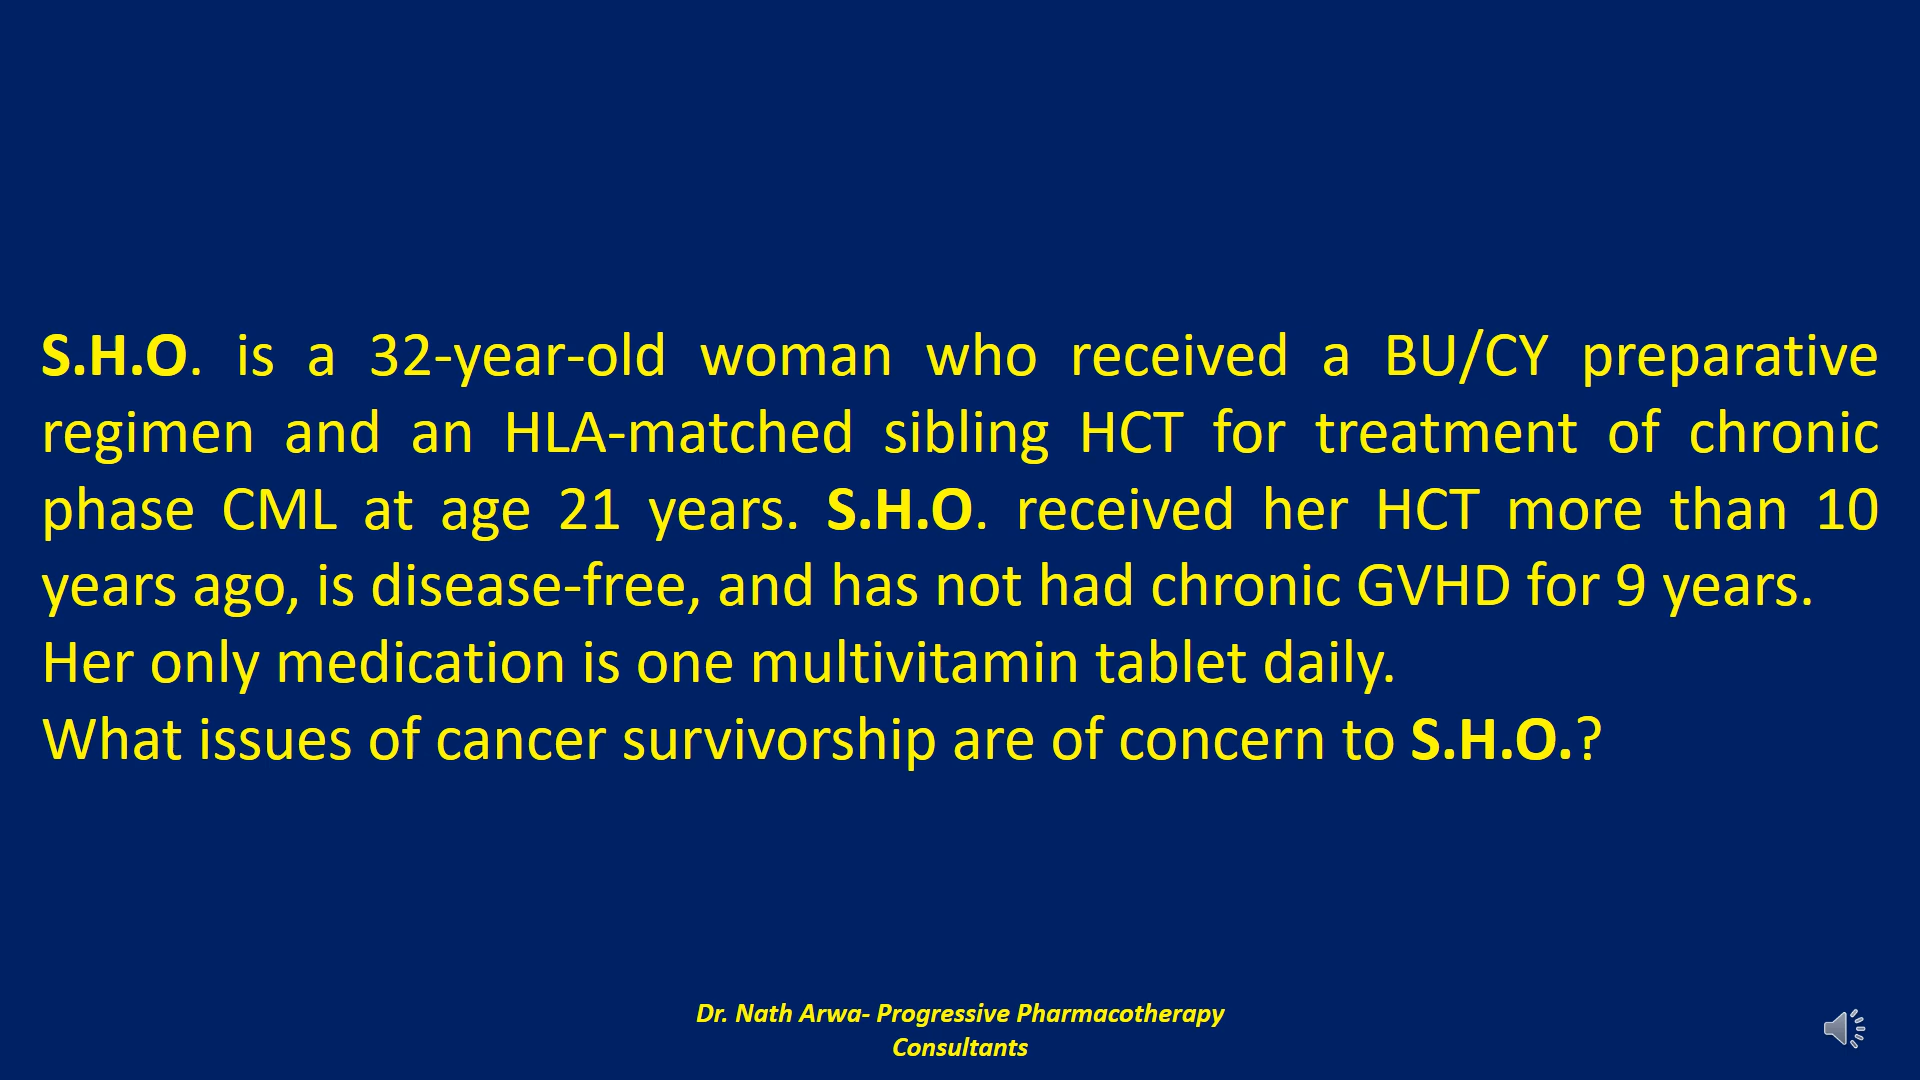 S.H.O. is a 32-year-old woman who received a BU/CY preparative
regimen and an HLA-matched sibling HCT for treatment of chronic
phase CML at age 21 years. S.H.O. received her HCT more than 10
years ago, is disease-free, and has not had chronic GVHD for 9 years.
Her only medication is one multivitamin tablet daily.
What issues of cancer survivorship are of concern to S.H.O.?
Dr. Nath Arwa- Progressive Pharmacotherapy
Consultants